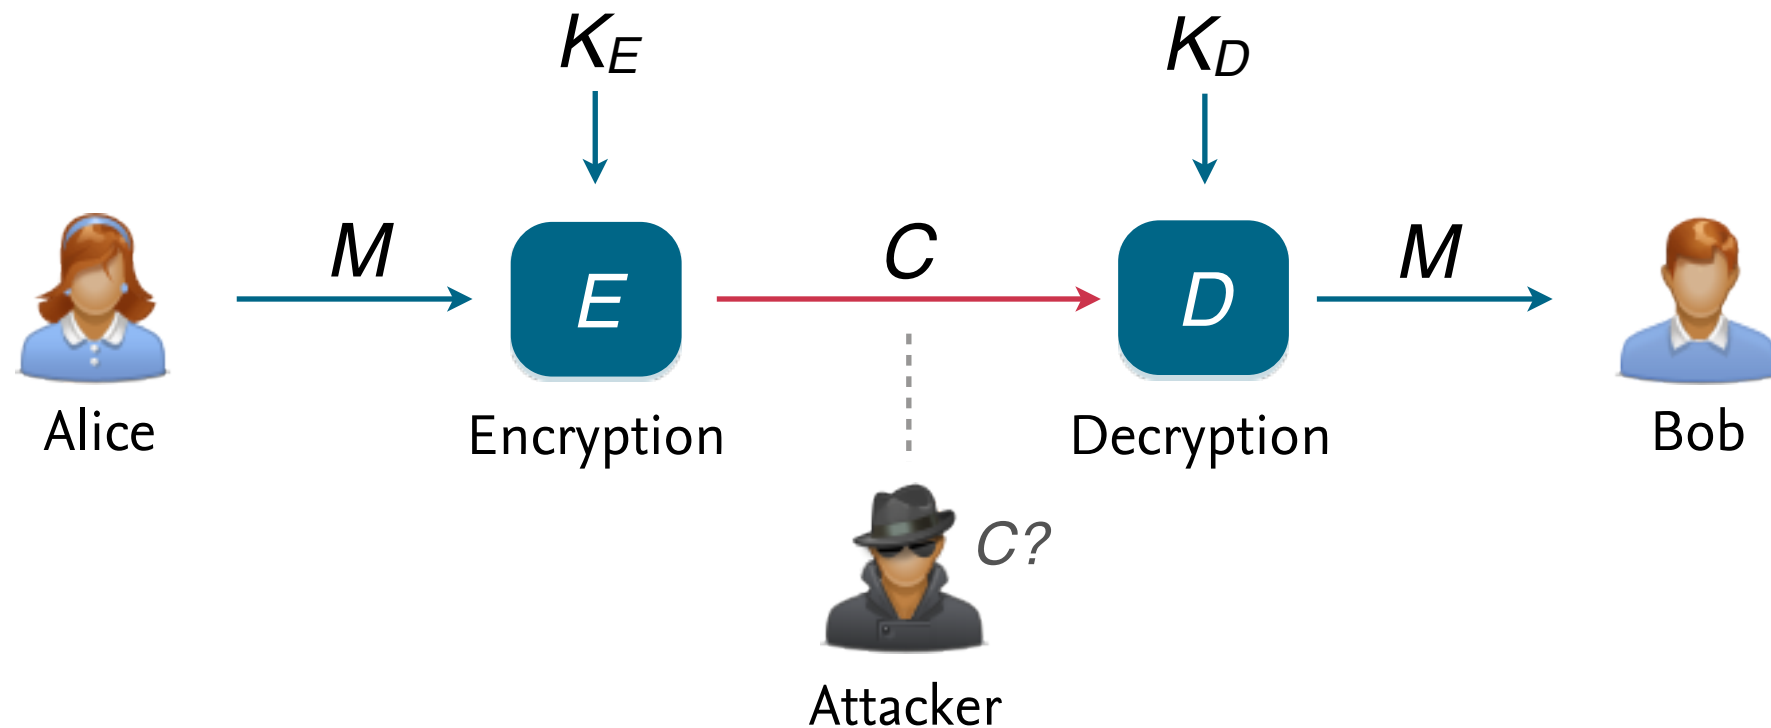 K_E
K_D
M
C
M
E
D
Alice
Encryption
Decryption
Bob
C?
Attacker